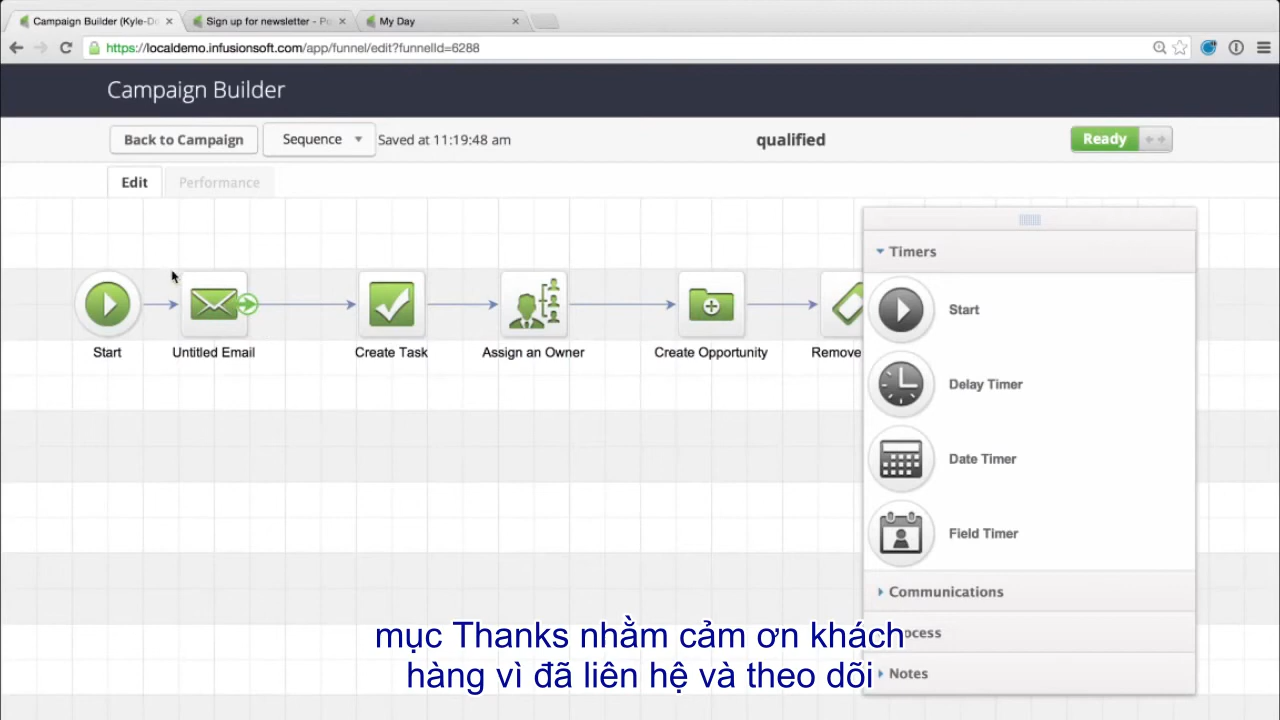 Campaign Builder (Kyle-De
Sign up for newsletter - Po
My Day
https://localdemo.infusionsoft.com/app/funnel/edit?funnelId=6288
Campaign Builder
Back to Campaign
Sequence
Saved at 11:19:48 am
qualified
Ready
Edit
Performance
Timers
Start
Untitled Email
Create Task
Assign an Owner
Create Opportunity
Remove
Start
Delay Timer
Date Timer
Field Timer
Communications
ocess
Notes
mục Thanks nhằm cảm ơn khách
hàng vì đã liên hệ và theo dõi